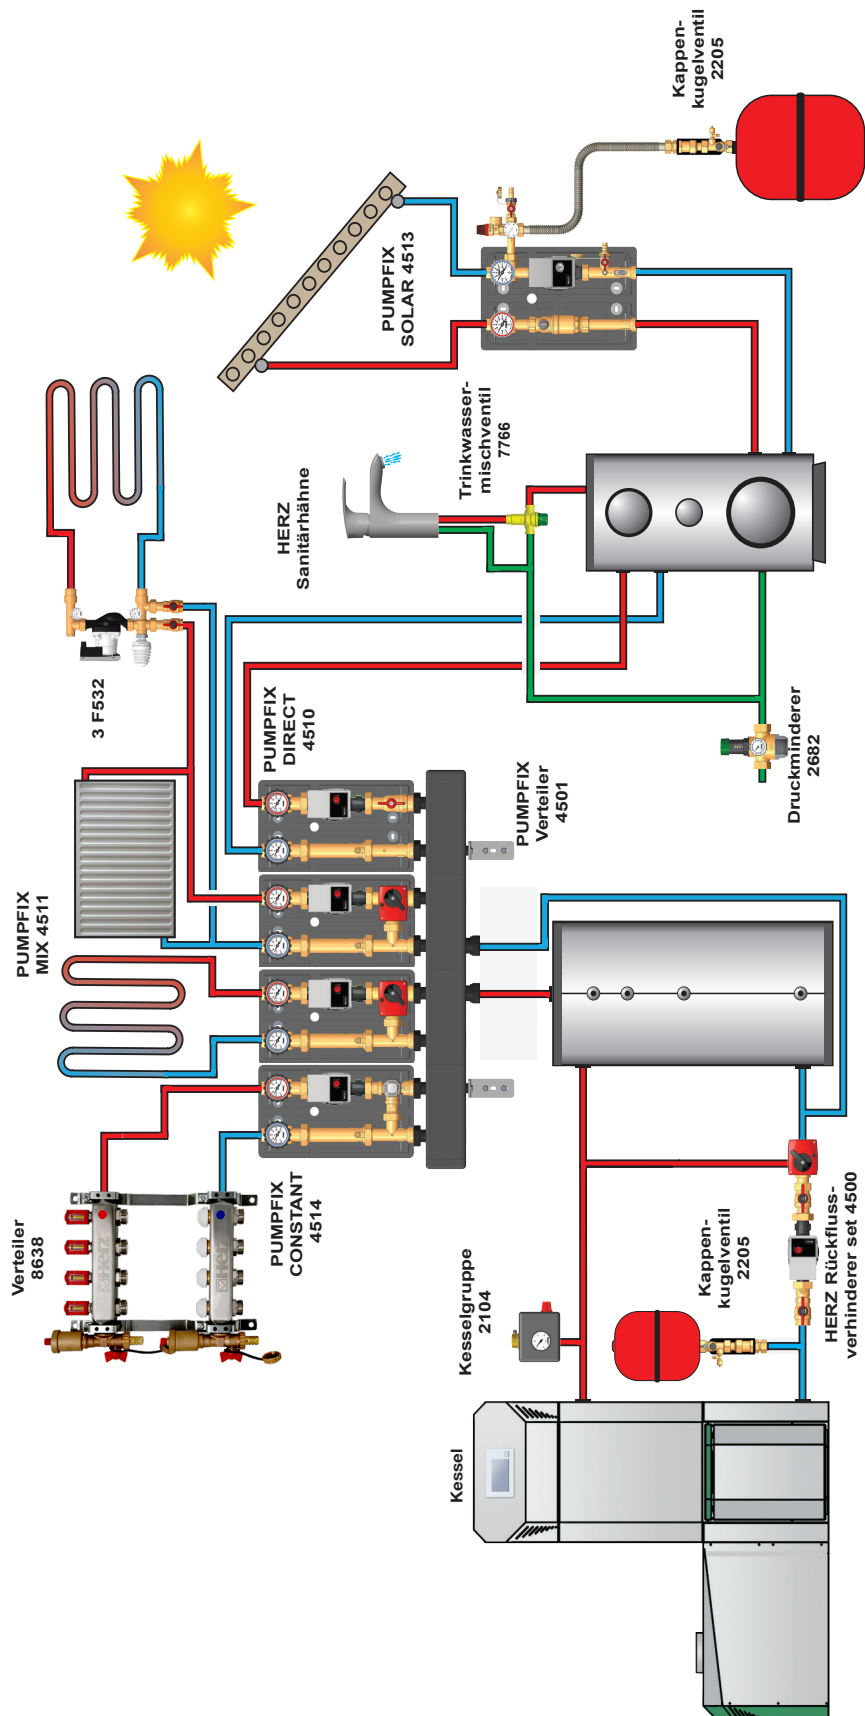 Verteiler
8638
PUMPFIX
MIX 4511
3 F532
PUMPFIX
SOLAR 4513
Kappen-
kugelventil
2205
PUMPFIX
CONSTANT
4514
PUMPFIX
DIRECT
4510
HERZ
Sanitärhähne
Trinkwasser-
mischventil
7766
Kesselgruppe
2104
PUMPFIX
Verteiler
4501
Kessel
Kappen-
kugelventil
2205
HERZ Rückfluss-
verhinderer set 4500
Druckminderer
2682
Herz
Herz